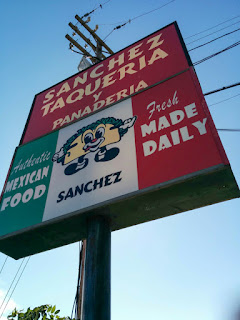 SANCHEZ
TAQUERIA
Y
PANADERIA
Authentic
MEXICAN
FOOD
SANCHEZ
Fresh
MADE
DAILY